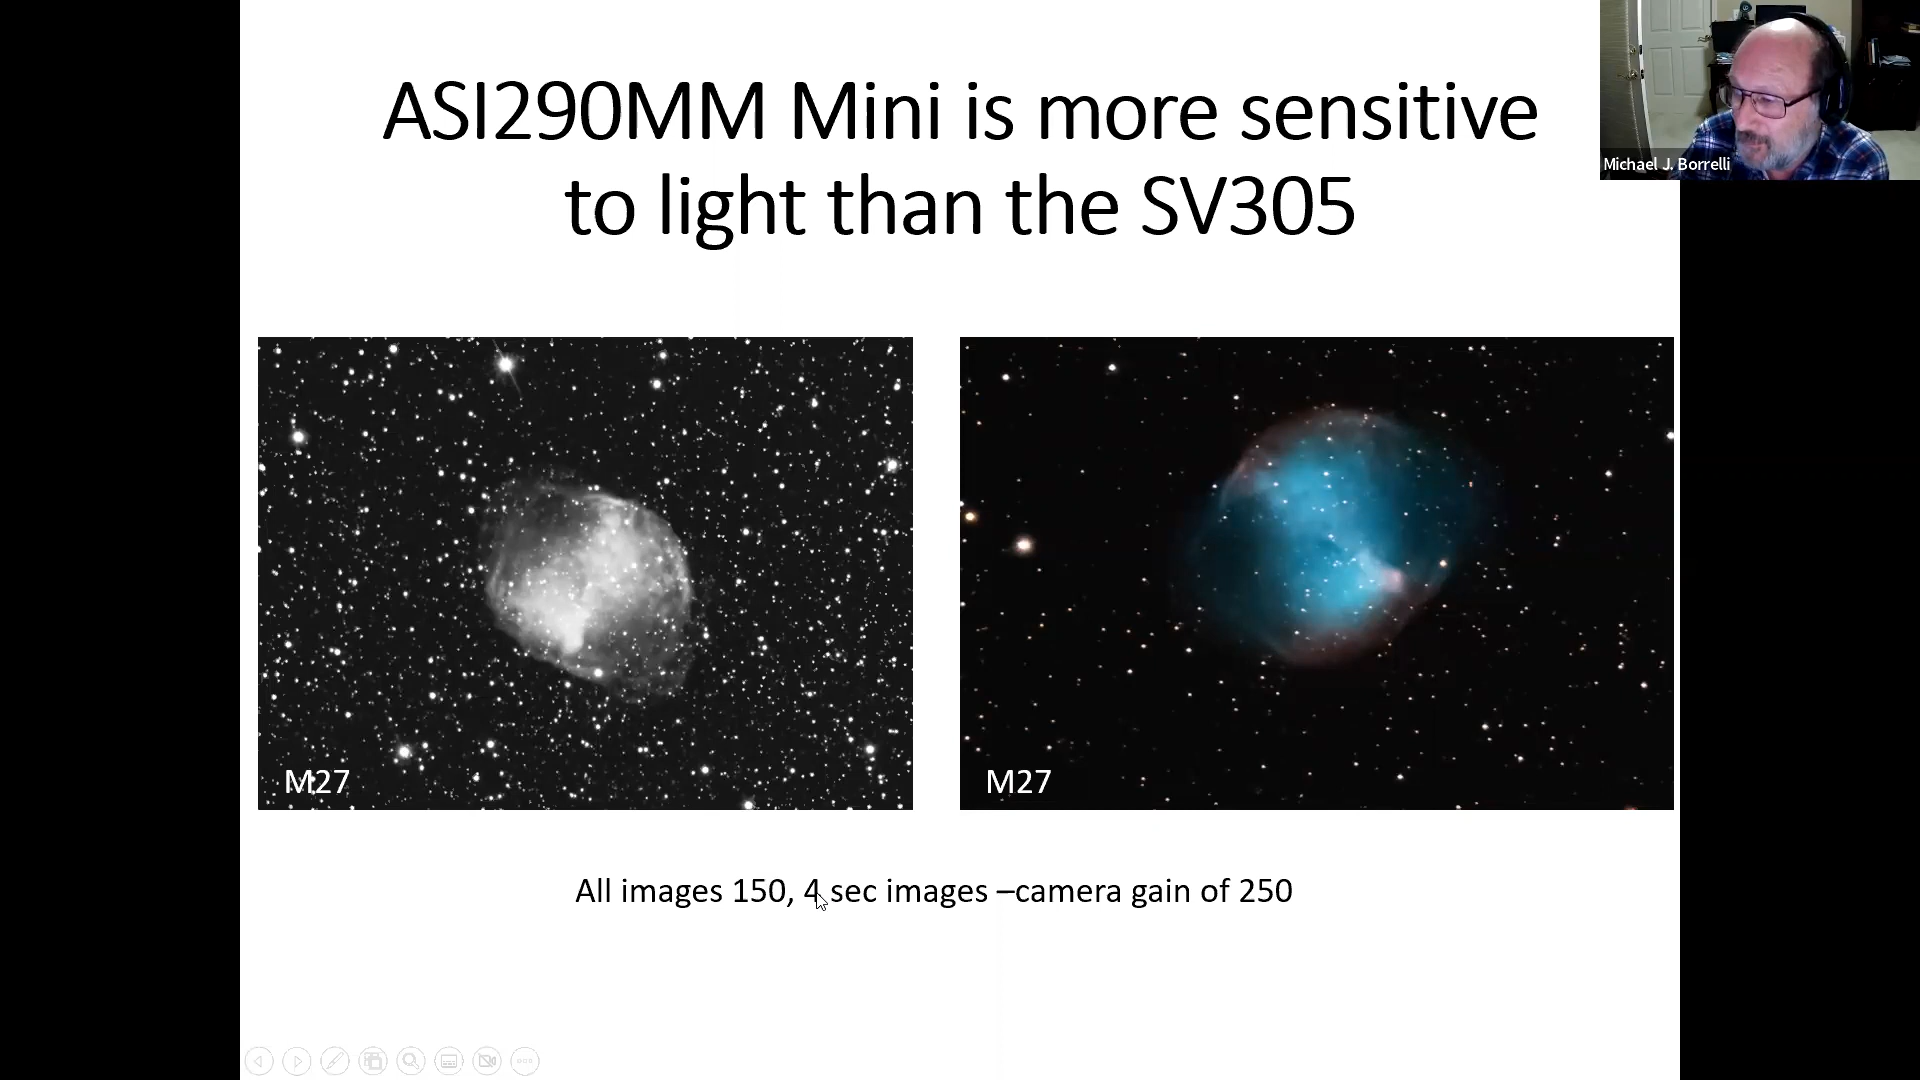 ASI290MM Mini is more sensitive
to light than the SV305
Michael J. Borrelli
M27
M27
All images 150, 4 sec images –camera gain of 250